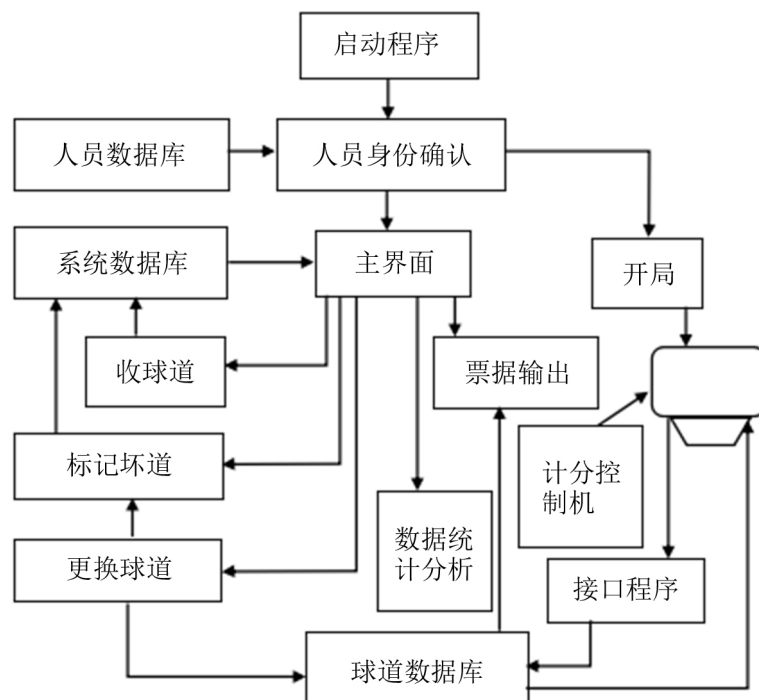 启动程序
人员数据库
人员身份确认
系统数据库
主界面
开局
收球道
票据输出
标记坏道
计分控
制机
数据统
计分析
更换球道
接口程序
球道数据库